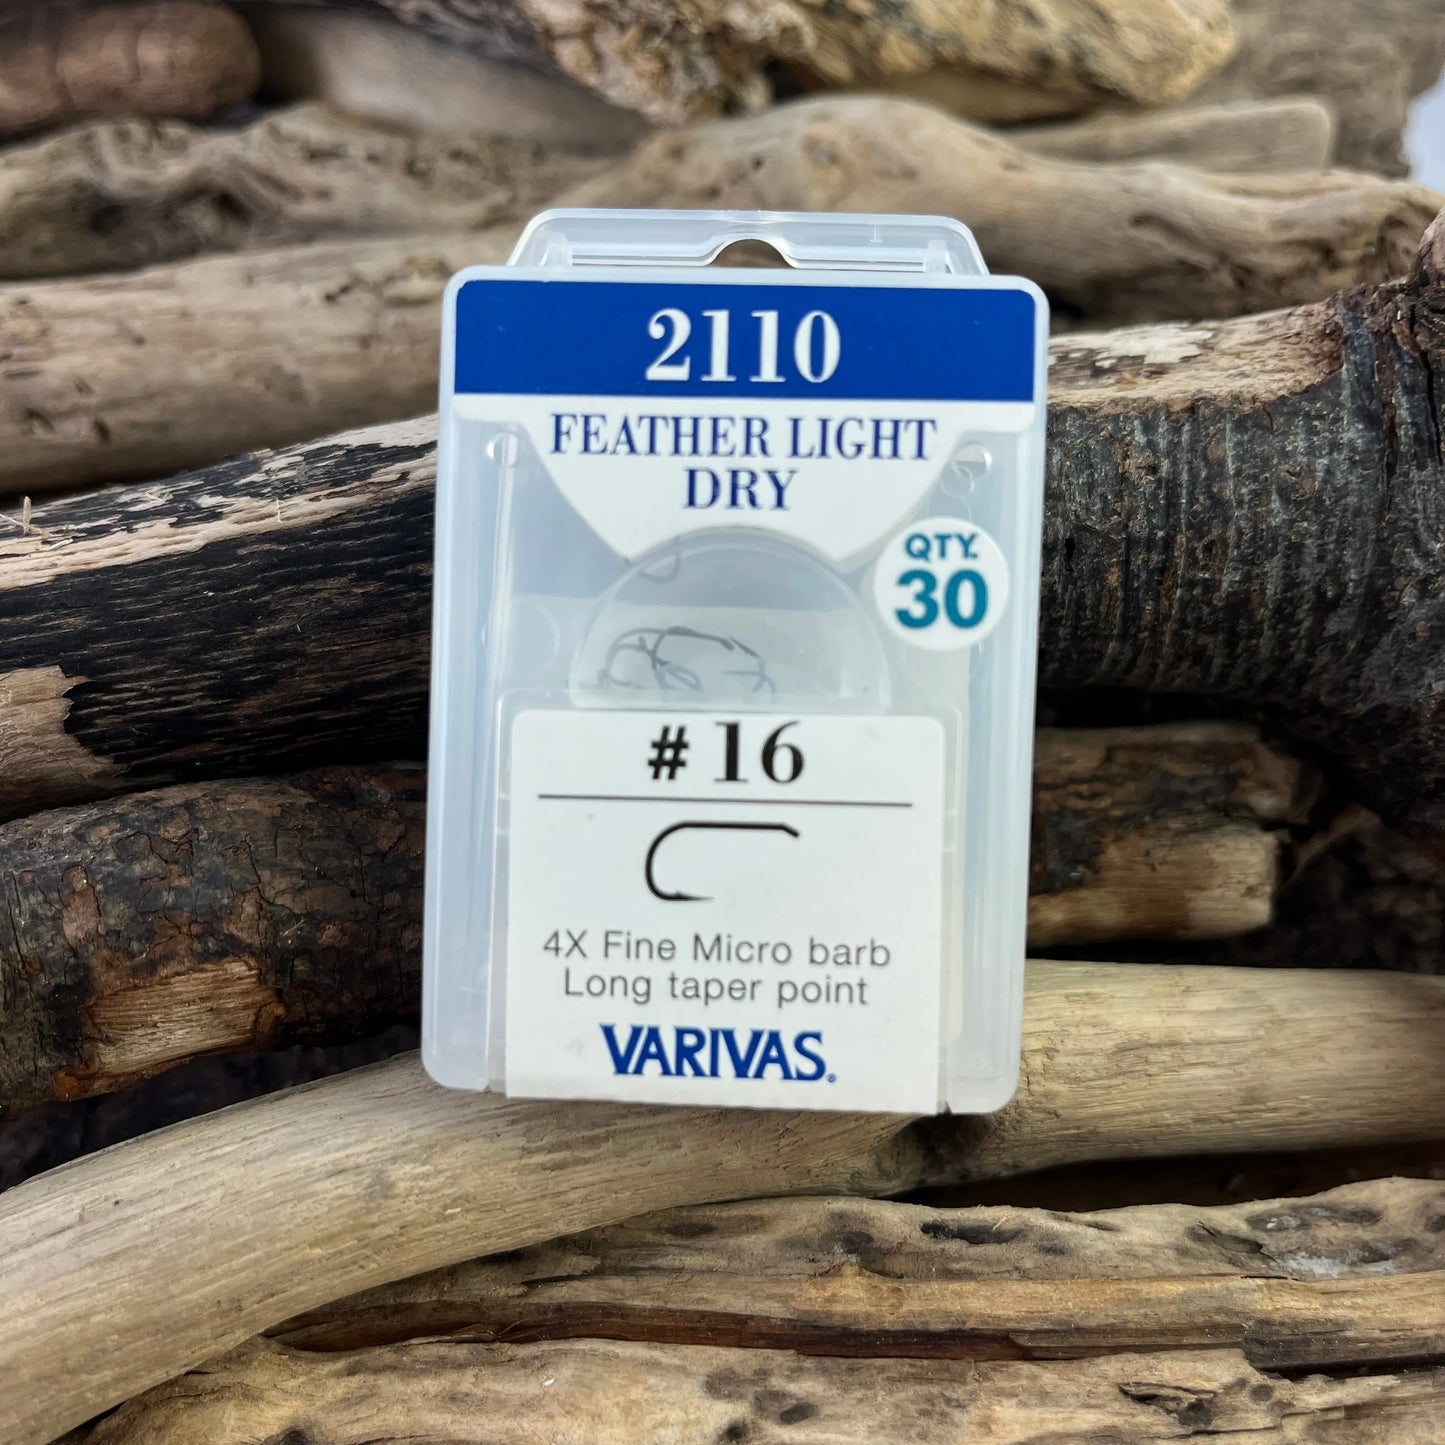 2110
FEATHER LIGHT
DRY
QTY.
30
# 16
4X Fine Micro barb
Long taper point
VARIVAS®